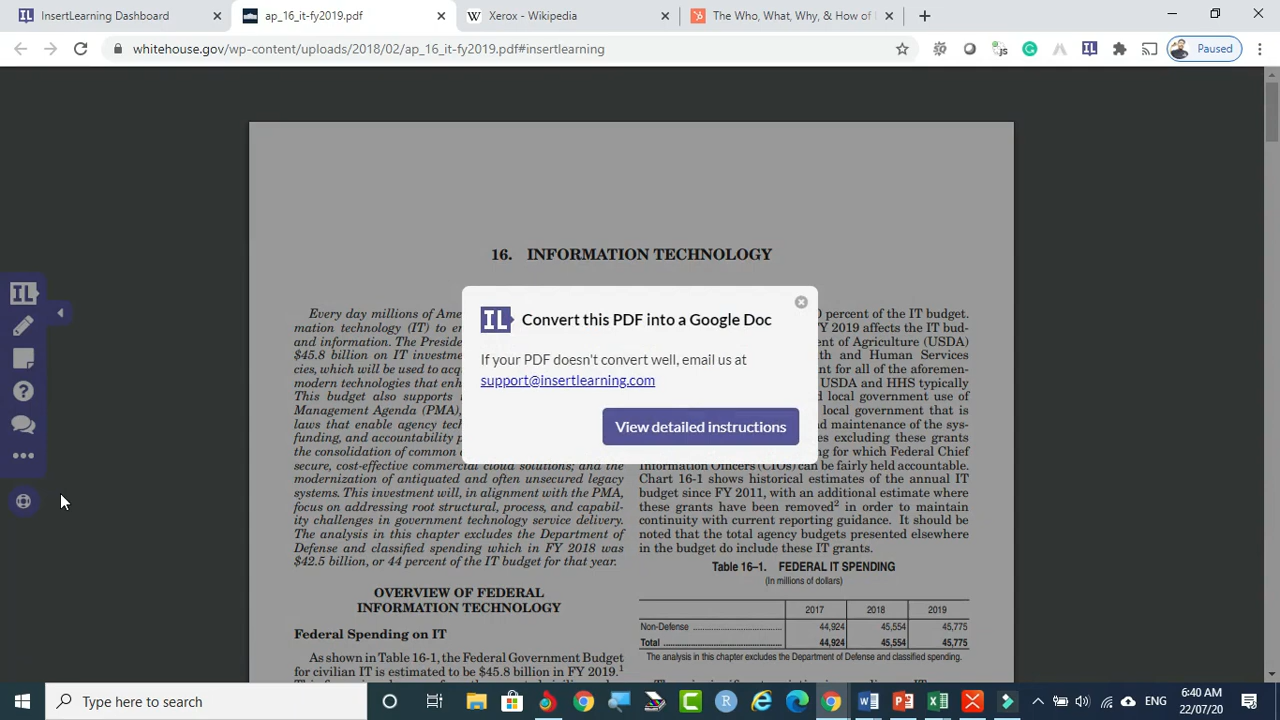 InsertLearning Dashboard
ap_16_it-fy2019.pdf
Xerox - Wikipedia
The Who, What, Why, & How of
whitehouse.gov/wp-content/uploads/2018/02/ap_16_it-fy2019.pdf#insertlearning
Paused
16. INFORMATION TECHNOLOGY
Every day millions of
mation technology (IT) to
and information. The
$45.8 billion on IT
cies, which will be used to
modern technologies that
This budget also supports
Management Agenda (PMA),
laws that enable agency
funding, and accountability
the consolidation of common
secure, cost-effective commercial cloud solutions; and the
modernization of antiquated and often unsecured legacy
systems. This investment will, in alignment with the PMA,
focus on addressing root structural, process, and capabil-
ity challenges in government technology service delivery.
The analysis in this chapter excludes the Department of
Defense and classified spending which in FY 2018 was
$42.5 billion, or 44 percent of the IT budget for that year.
OVERVIEW OF FEDERAL
INFORMATION TECHNOLOGY
Federal Spending on IT
As shown in Table 16-1, the Federal Government Budget
for civilian IT is estimated to be $45.8 billion in FY 2019.1
IL Convert this PDF into a Google Doc
If your PDF doesn't convert well, email us at
support@insertlearning.com
View detailed instructions
percent of the IT budget.
FY 2019 affects the IT bud-
of Agriculture (USDA)
and Human Services
for all of the aforemen-
USDA and HHS typically
local government use of
local government that is
and maintenance of the sys-
excluding these grants
for which Federal Chief
Information Officers (CIOs) can be fairly held accountable.
Chart 16-1 shows historical estimates of the annual IT
budget since FY 2011, with an additional estimate where
these grants have been removed2 in order to maintain
continuity with current reporting guidance. It should be
noted that the total agency budgets presented elsewhere
in the budget do include these IT grants.
Table 16–1. FEDERAL IT SPENDING
(In millions of dollars)
2017 2018 2019
Non-Defense 44,924 45,554 45,775
Total 44,924 45,554 45,775
The analysis in this chapter excludes the Department of Defense and classified spending.
IL
Type here to search
ENG
6:40 AM
22/07/20